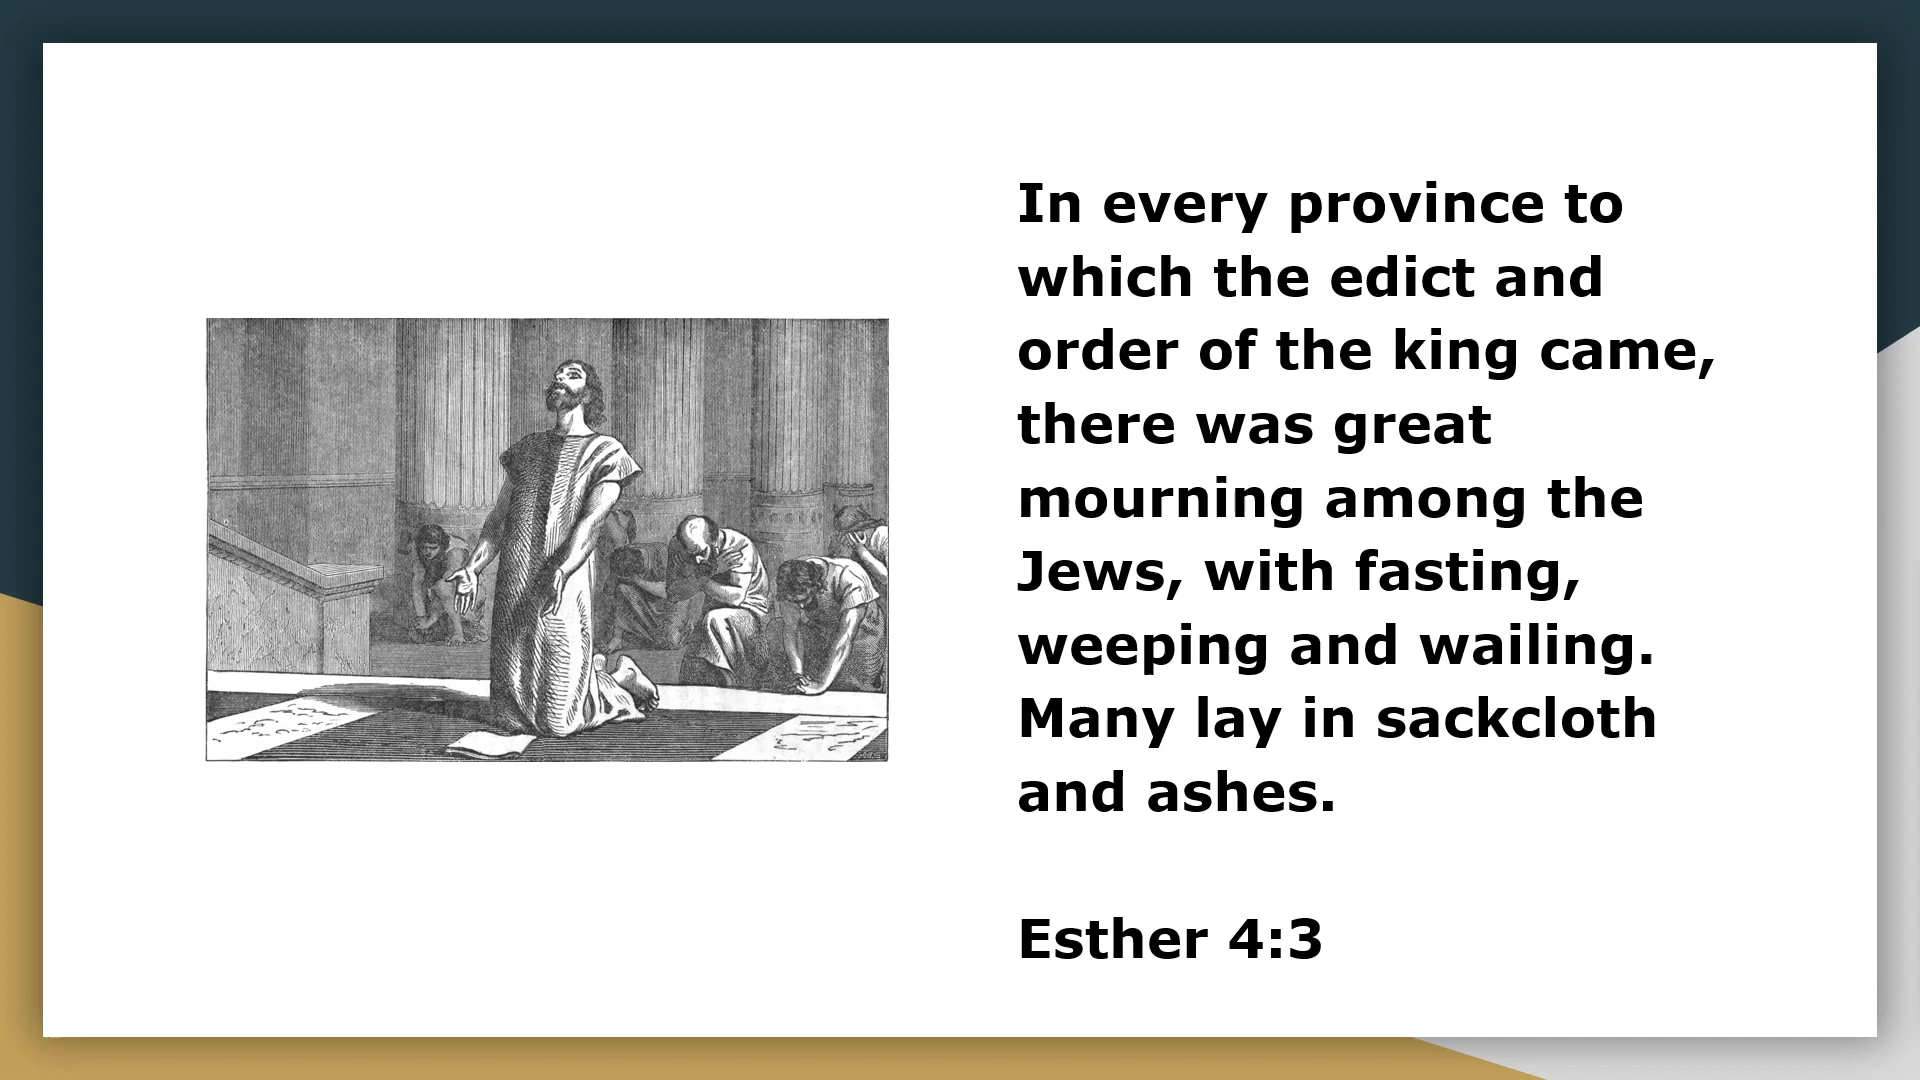 In every province to
which the edict and
order of the king came,
there was great
mourning among the
Jews, with fasting,
weeping and wailing.
Many lay in sackcloth
and ashes.
Esther 4:3